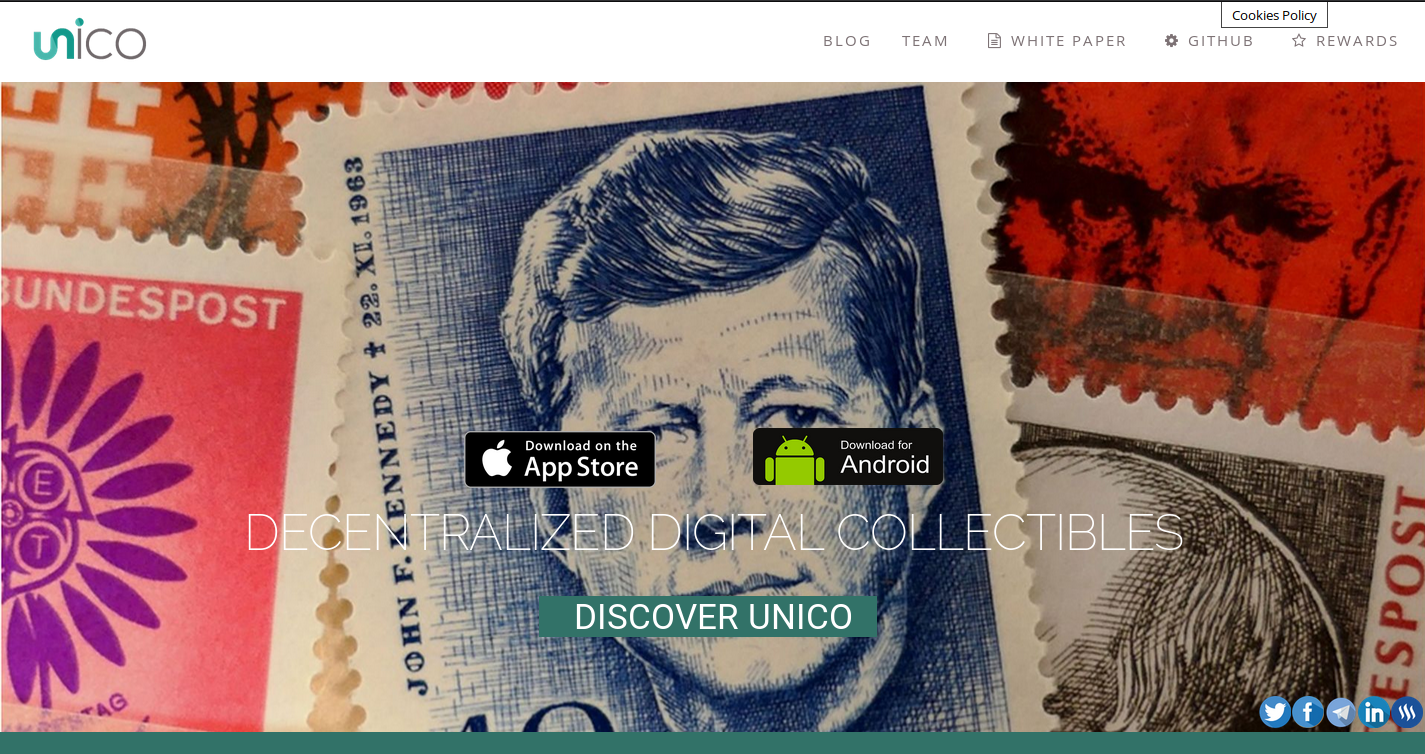 Cookies Policy
unICO
BLOG TEAM WHITE PAPER GITHUB REWARDS
JOHN F. KENNEDY ✝ 22. XI. 1963
BUNDESPOST
E
T
Download on the
App Store
Download for
Android
DECENTRALIZED DIGITAL COLLECTIBLES
DISCOVER UNICO
TAG
ESPOST
in